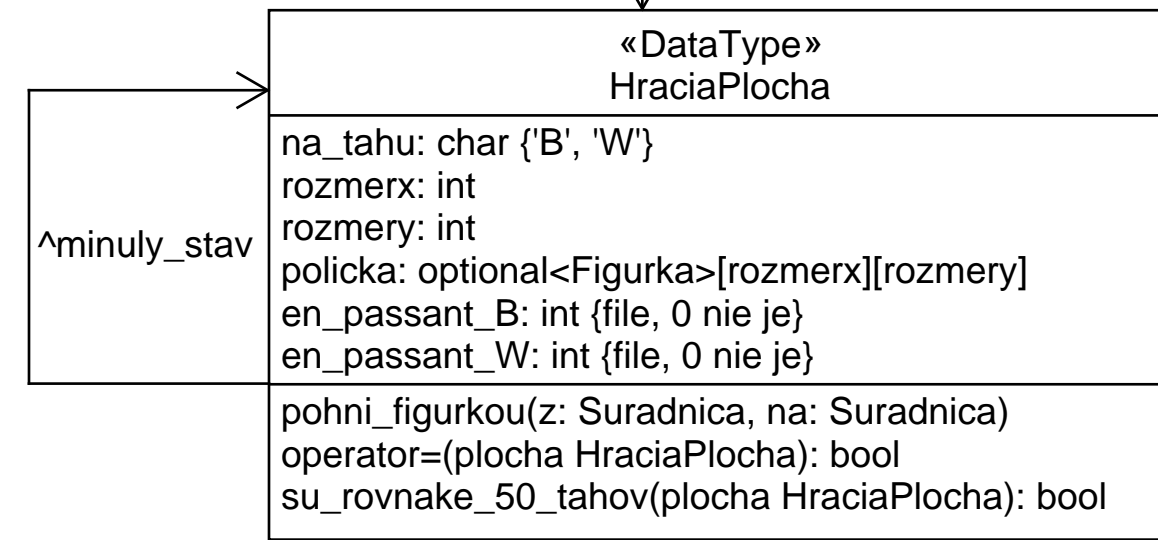 «DataType»
HraciaPlocha
na_tahu: char {'B', 'W'}
rozmerx: int
rozmery: int
^minuly_stav
policka: optional<Figurka>[rozmerx][rozmery]
en_passant_B: int {file, 0 nie je}
en_passant_W: int {file, 0 nie je}
pohni_figurkou(z: Suradnica, na: Suradnica)
operator=(plocha HraciaPlocha): bool
su_rovnake_50_tahov(plocha HraciaPlocha): bool